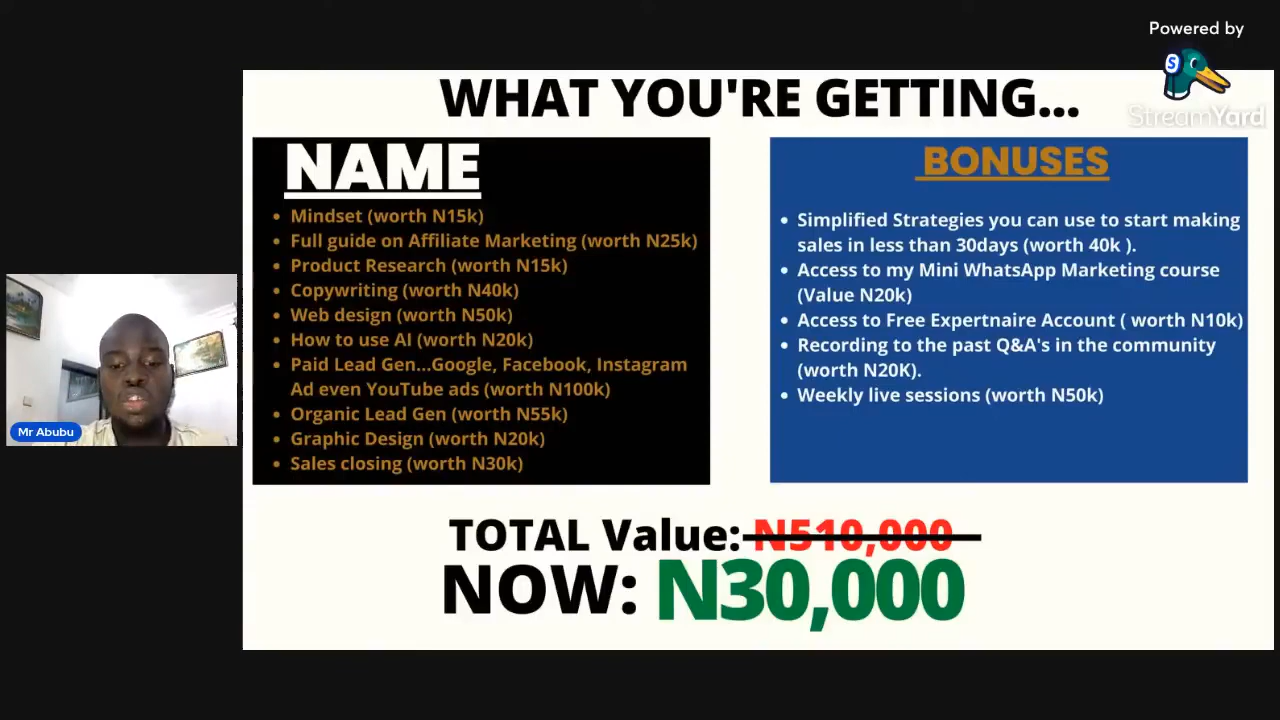 Powered by
S
StreamYard
WHAT YOU'RE GETTING...
NAME
• Mindset (worth N15k)
• Full guide on Affiliate Marketing (worth N25k)
• Product Research (worth N15k)
• Copywriting (worth N40k)
• Web design (worth N50k)
• How to use AI (worth N20k)
• Paid Lead Gen...Google, Facebook, Instagram
Ad even YouTube ads (worth N100k)
• Organic Lead Gen (worth N55k)
• Graphic Design (worth N20k)
• Sales closing (worth N30k)
BONUSES
• Simplified Strategies you can use to start making
sales in less than 30days (worth 40k ).
• Access to my Mini WhatsApp Marketing course
(Value N20k)
• Access to Free Expertnaire Account ( worth N10k)
• Recording to the past Q&A's in the community
(worth N20K).
• Weekly live sessions (worth N50k)
Mr Abubu
TOTAL Value: N510,000
NOW: N30,000